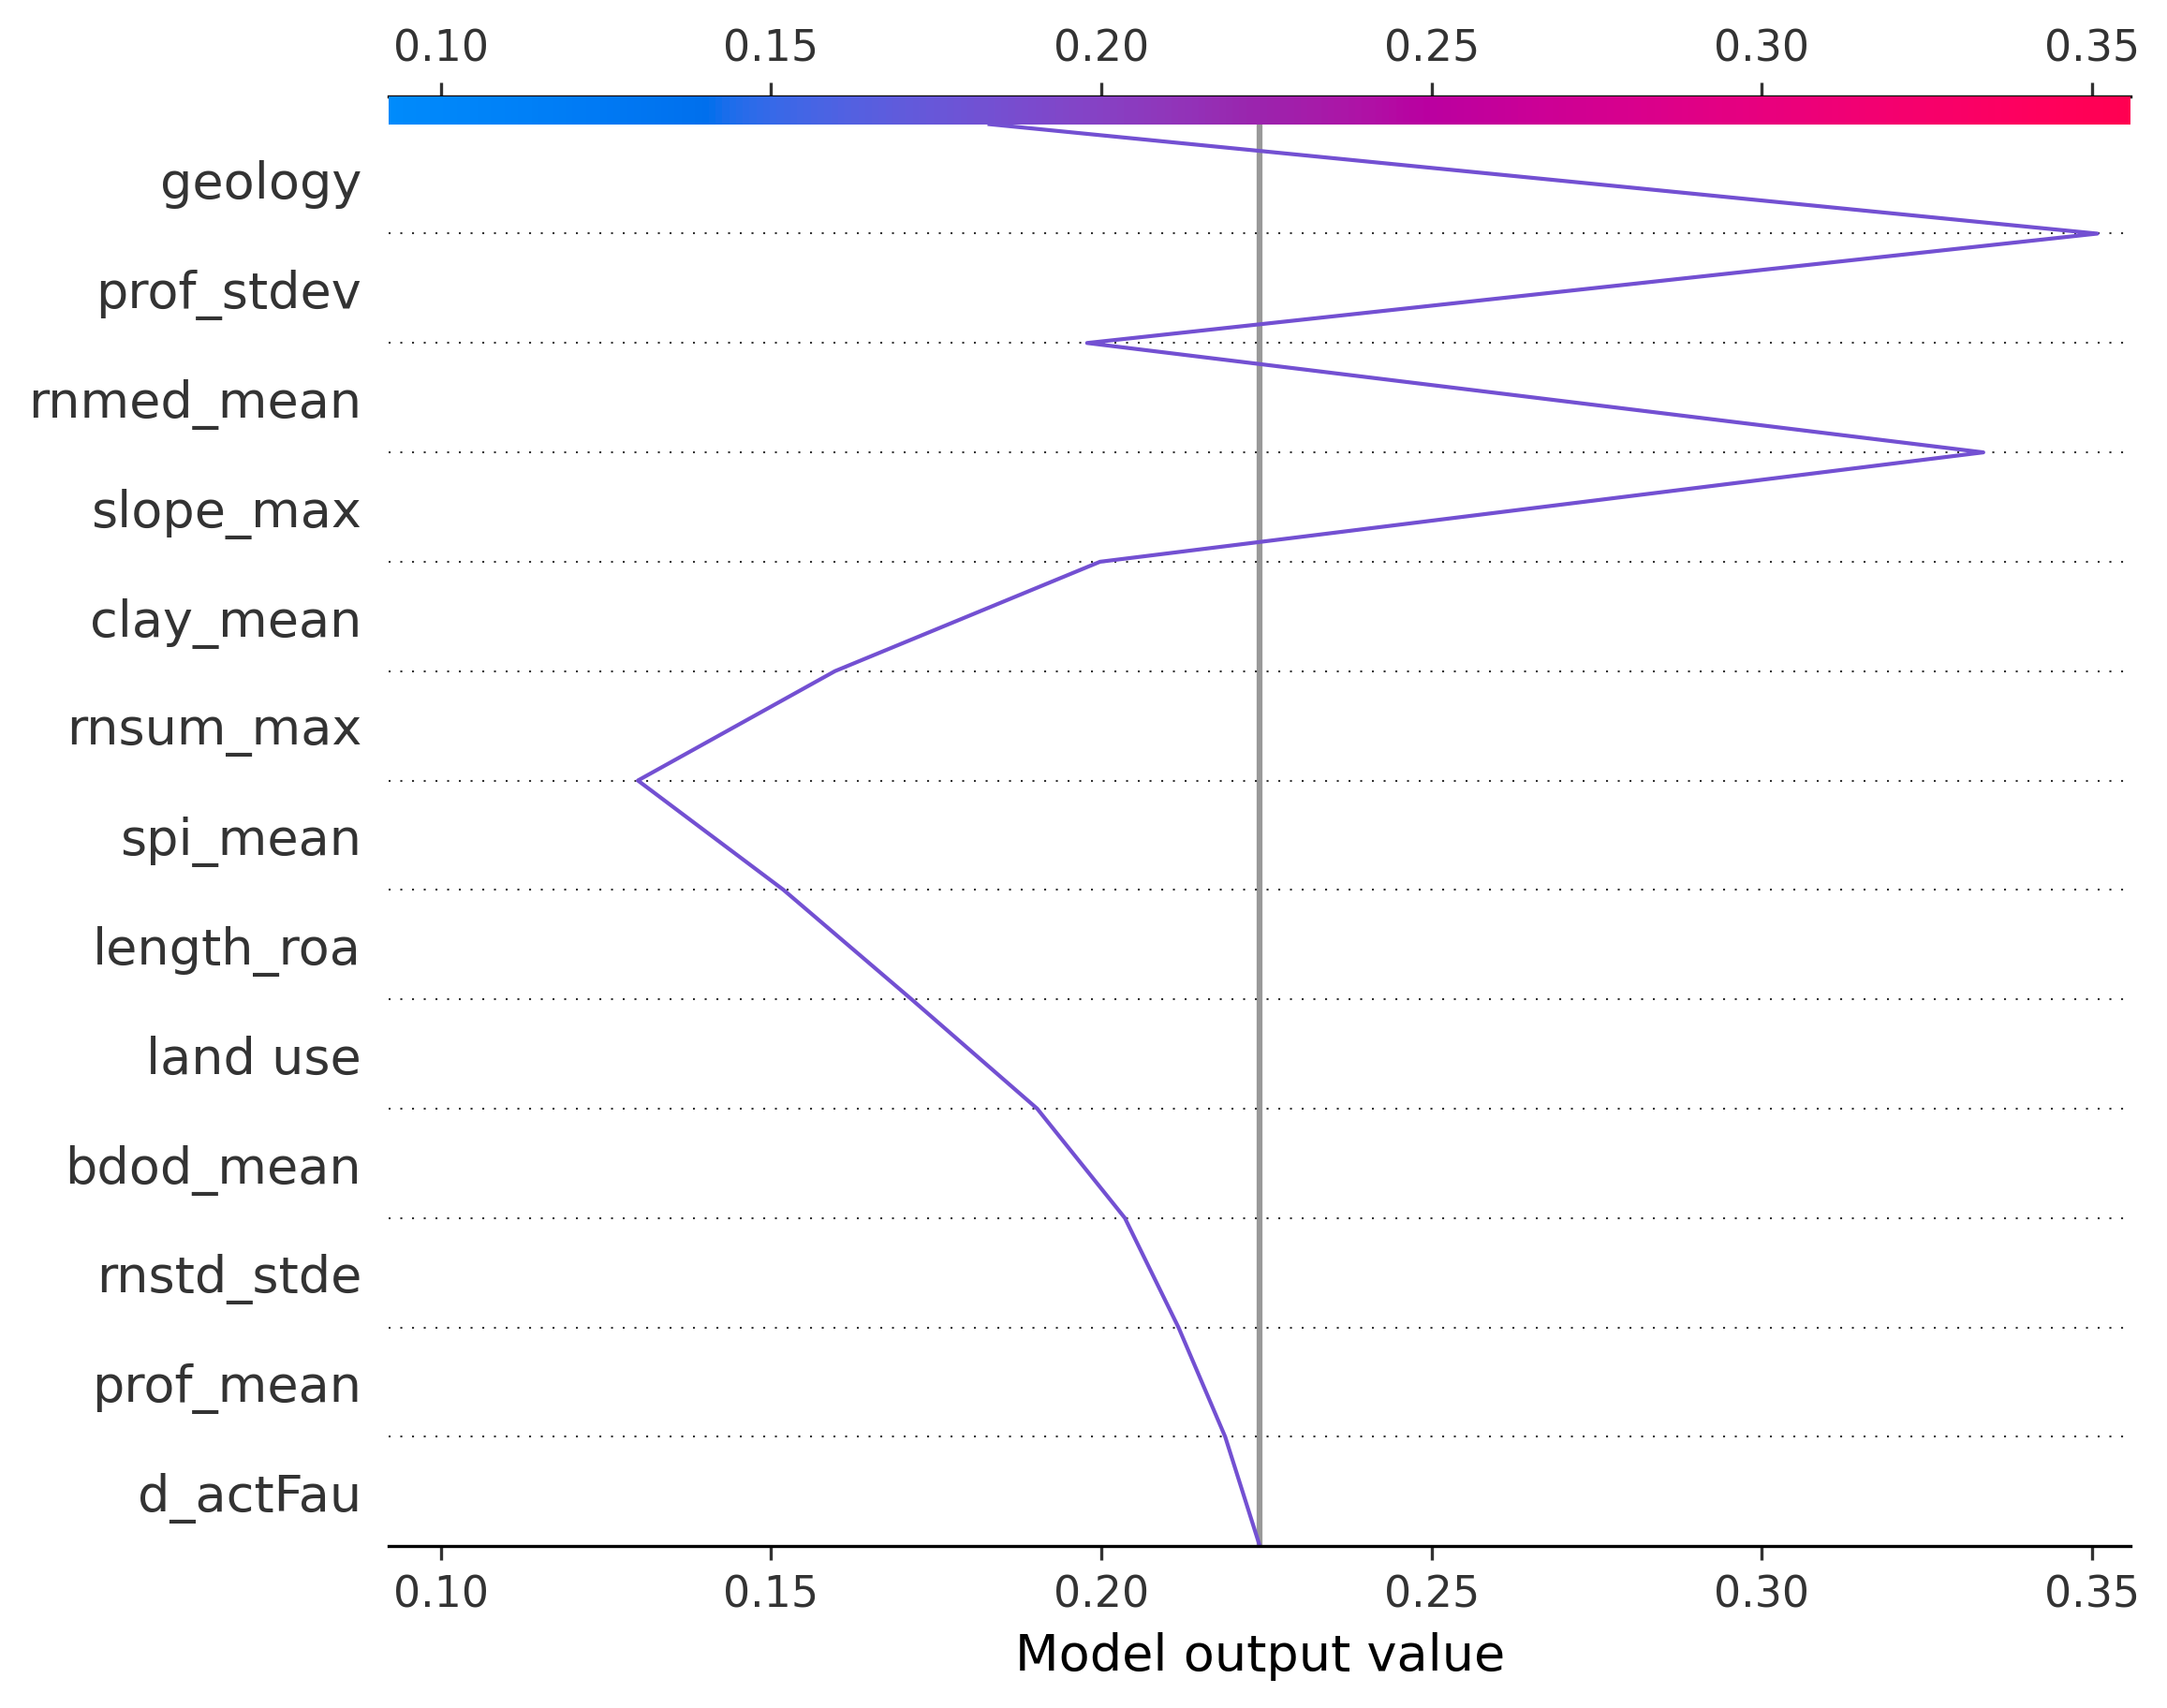 0.10 0.15 0.20 0.25 0.30 0.35
geology
prof_stdev
rnmed_mean
slope_max
clay_mean
rnsum_max
spi_mean
length_roa
land use
bdod_mean
rnstd_stde
prof_mean
d_actFau
0.10 0.15 0.20 0.25 0.30 0.35
Model output value